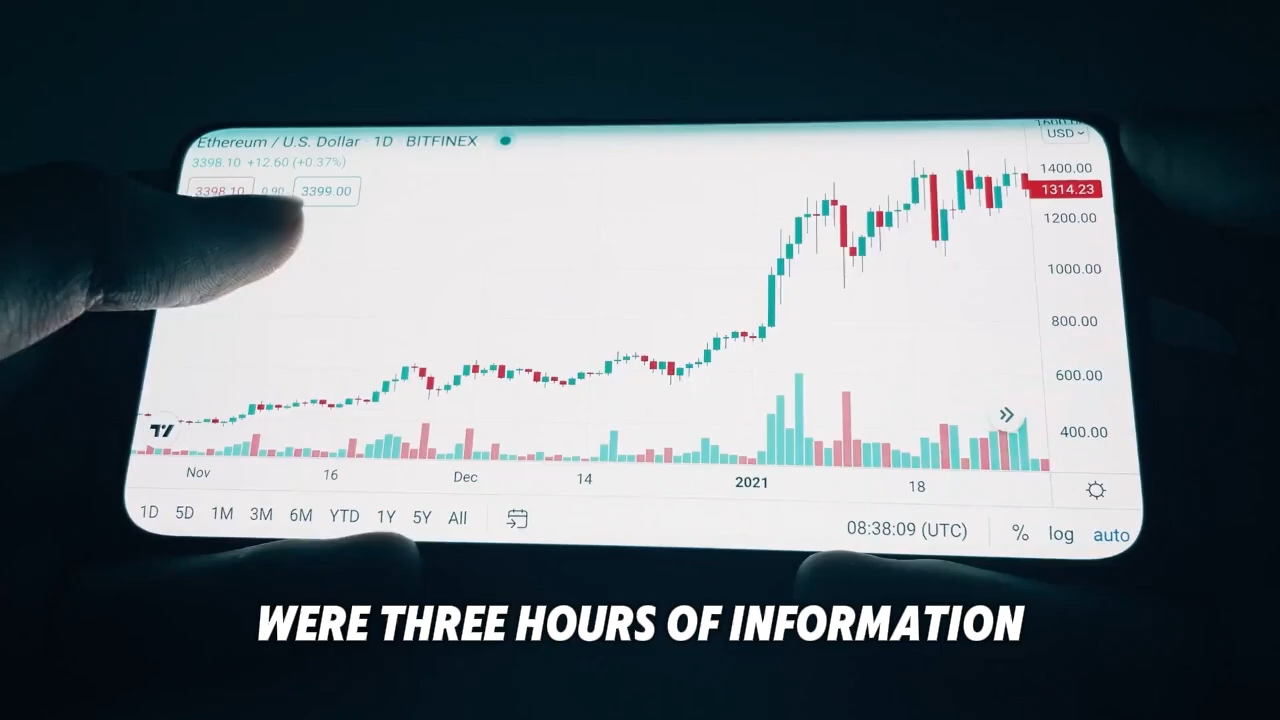 Ethereum / U.S. Dollar · 1D · BITFINEX
3398.10 +12.60 (+0.37%)
3398.10 0.90 3399.00
USD
1400.00
1314.23
1200.00
1000.00
800.00
600.00
400.00
Nov 16 Dec 14 2021 18
1D 5D 1M 3M 6M YTD 1Y 5Y All
08:38:09 (UTC) % log auto
WERE THREE HOURS OF INFORMATION